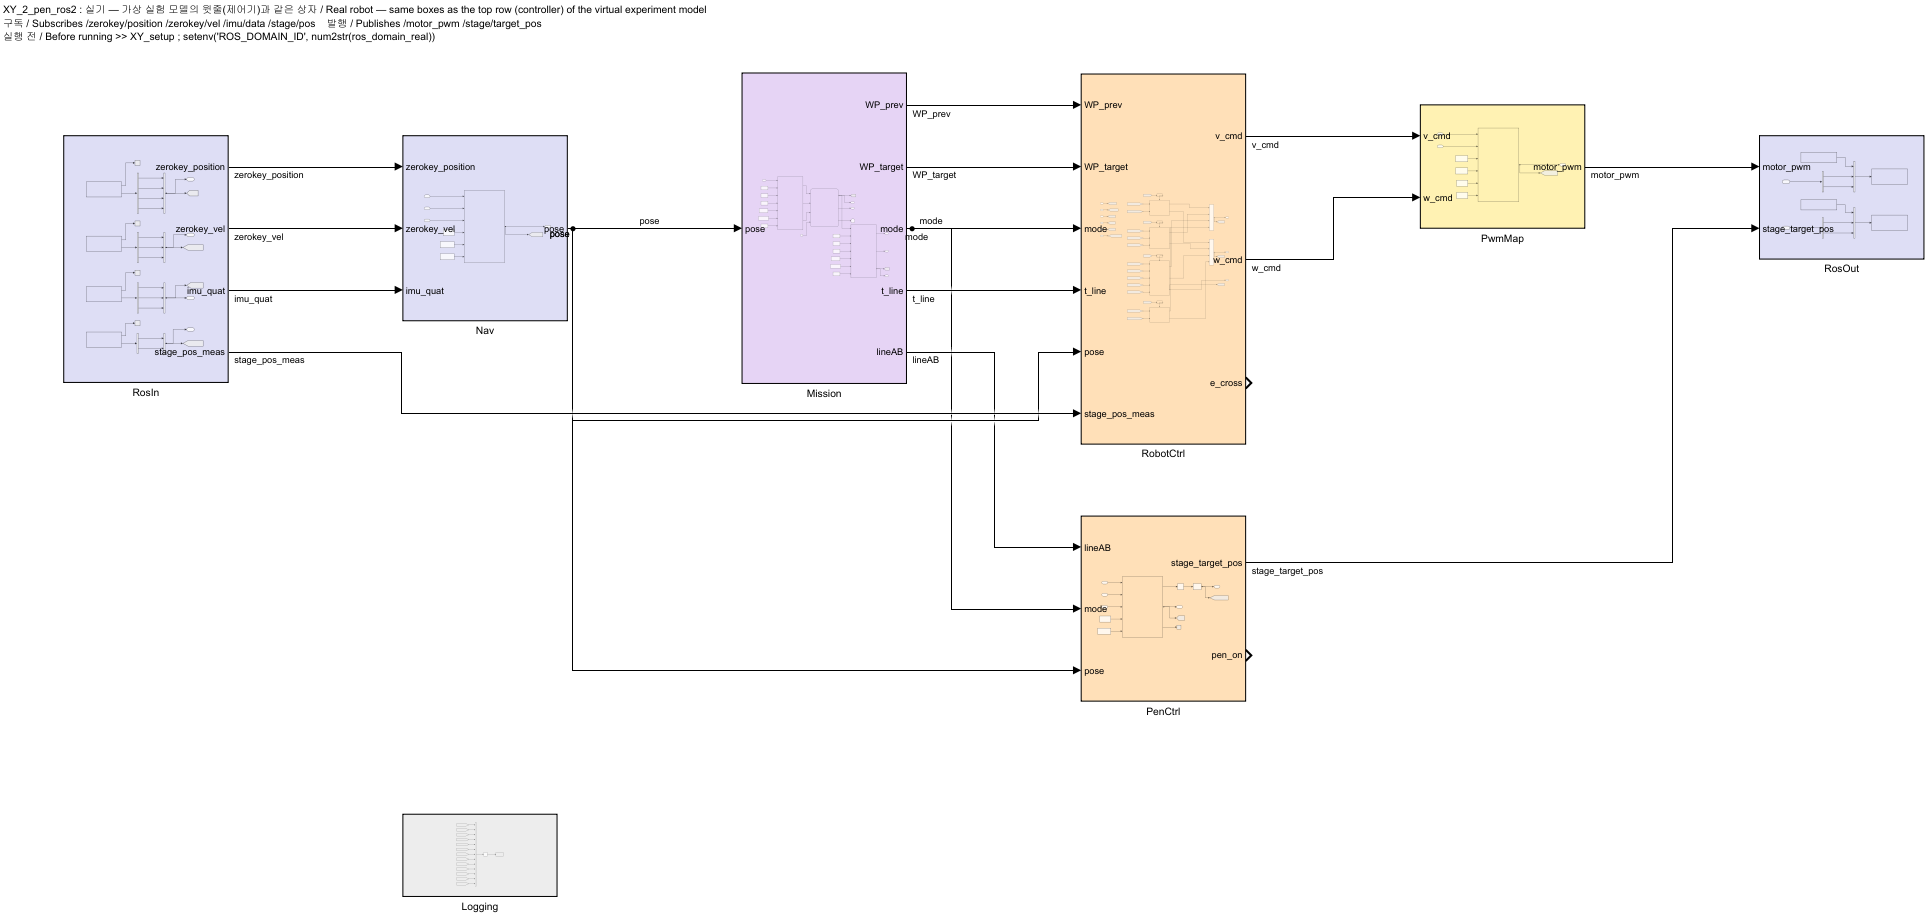 XY_2_pen_ros2 : 실기 — 가상 실험 모델의 윗줄(제어기)과 같은 상자 / Real robot — same boxes as the top row (controller) of the virtual experiment model
구독 / Subscribes /zerokey/position /zerokey/vel /imu/data /stage/pos 발행 / Publishes /motor_pwm /stage/target_pos
실행 전 / Before running >> XY_setup ; setenv('ROS_DOMAIN_ID', num2str(ros_domain_real))
zerokey_position
zerokey_vel
imu_quat
stage_pos_meas
RosIn
zerokey_position
zerokey_vel
imu_quat
stage_pos_meas
zerokey_position
zerokey_vel
imu_quat
pose
pose
Nav
pose
pose
WP_prev
WP_target
mode
t_line
lineAB
Mission
WP_prev
WP_target
mode
mode
t_line
lineAB
WP_prev
WP_target
mode
t_line
pose
stage_pos_meas
v_cmd
w_cmd
e_cross
RobotCtrl
v_cmd
w_cmd
v_cmd
w_cmd
motor_pwm
PwmMap
motor_pwm
motor_pwm
stage_target_pos
RosOut
lineAB
mode
pose
stage_target_pos
pen_on
PenCtrl
stage_target_pos
Logging